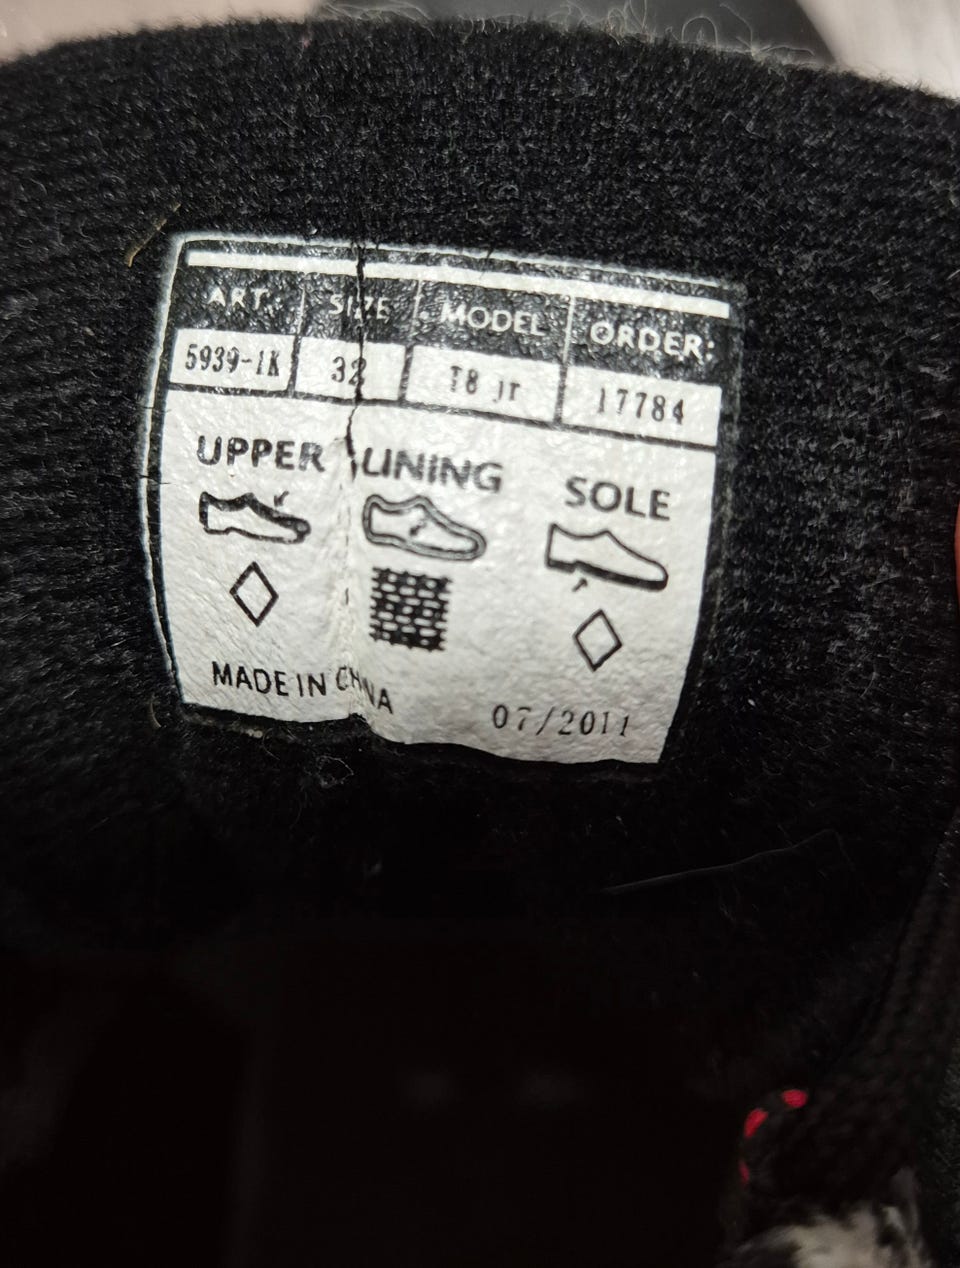 ART: SIZE MODEL ORDER:
5939-1K 32 T8 jr 17784
UPPER LINING SOLE
MADE IN CHINA 07/2011